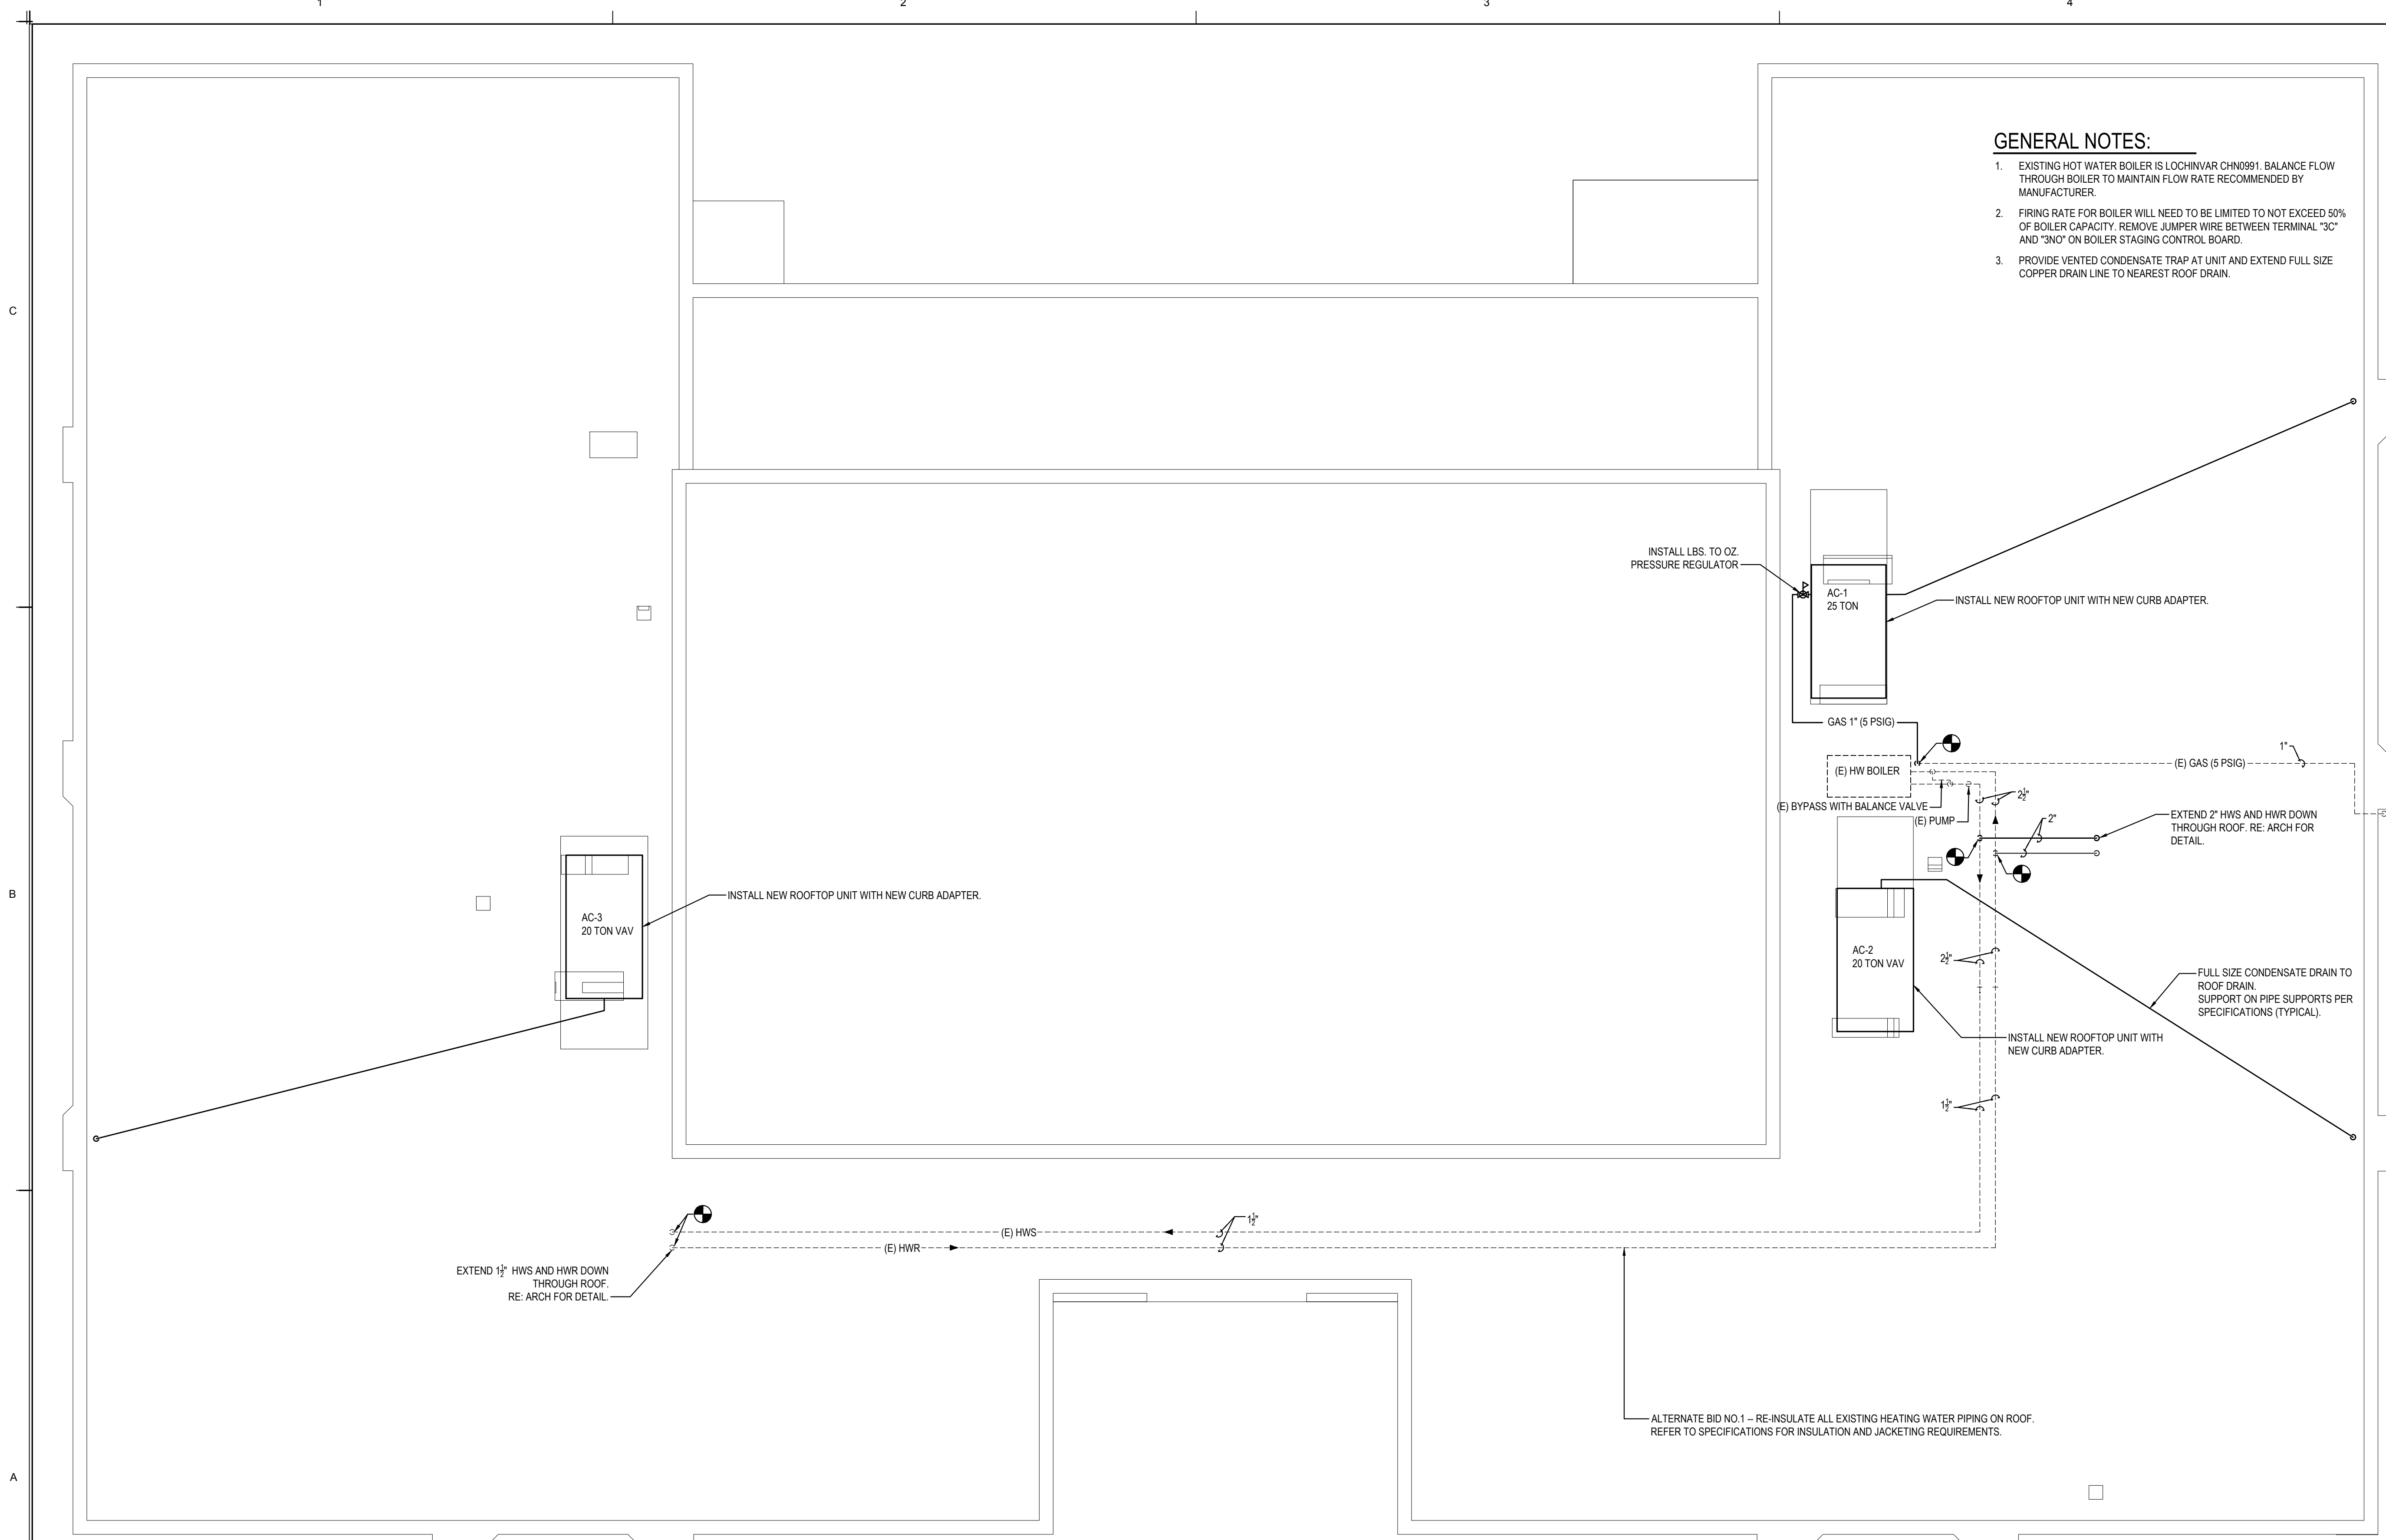 1
2
3
4
C
B
A
GENERAL NOTES:
1. EXISTING HOT WATER BOILER IS LOCHINVAR CHN0991. BALANCE FLOW
THROUGH BOILER TO MAINTAIN FLOW RATE RECOMMENDED BY
MANUFACTURER.
2. FIRING RATE FOR BOILER WILL NEED TO BE LIMITED TO NOT EXCEED 50%
OF BOILER CAPACITY. REMOVE JUMPER WIRE BETWEEN TERMINAL "3C"
AND "3NO" ON BOILER STAGING CONTROL BOARD.
3. PROVIDE VENTED CONDENSATE TRAP AT UNIT AND EXTEND FULL SIZE
COPPER DRAIN LINE TO NEAREST ROOF DRAIN.
INSTALL LBS. TO OZ.
PRESSURE REGULATOR
AC-1
25 TON
INSTALL NEW ROOFTOP UNIT WITH NEW CURB ADAPTER.
GAS 1" (5 PSIG)
1"
(E) GAS (5 PSIG)
(E) HW BOILER
2½"
(E) BYPASS WITH BALANCE VALVE
(E) PUMP
2"
EXTEND 2" HWS AND HWR DOWN
THROUGH ROOF. RE: ARCH FOR
DETAIL.
INSTALL NEW ROOFTOP UNIT WITH NEW CURB ADAPTER.
AC-3
20 TON VAV
AC-2
20 TON VAV
2½"
FULL SIZE CONDENSATE DRAIN TO
ROOF DRAIN.
SUPPORT ON PIPE SUPPORTS PER
SPECIFICATIONS (TYPICAL).
INSTALL NEW ROOFTOP UNIT WITH
NEW CURB ADAPTER.
1½"
1½"
(E) HWS
(E) HWR
EXTEND 1½" HWS AND HWR DOWN
THROUGH ROOF.
RE: ARCH FOR DETAIL.
ALTERNATE BID NO.1 – RE-INSULATE ALL EXISTING HEATING WATER PIPING ON ROOF.
REFER TO SPECIFICATIONS FOR INSULATION AND JACKETING REQUIREMENTS.